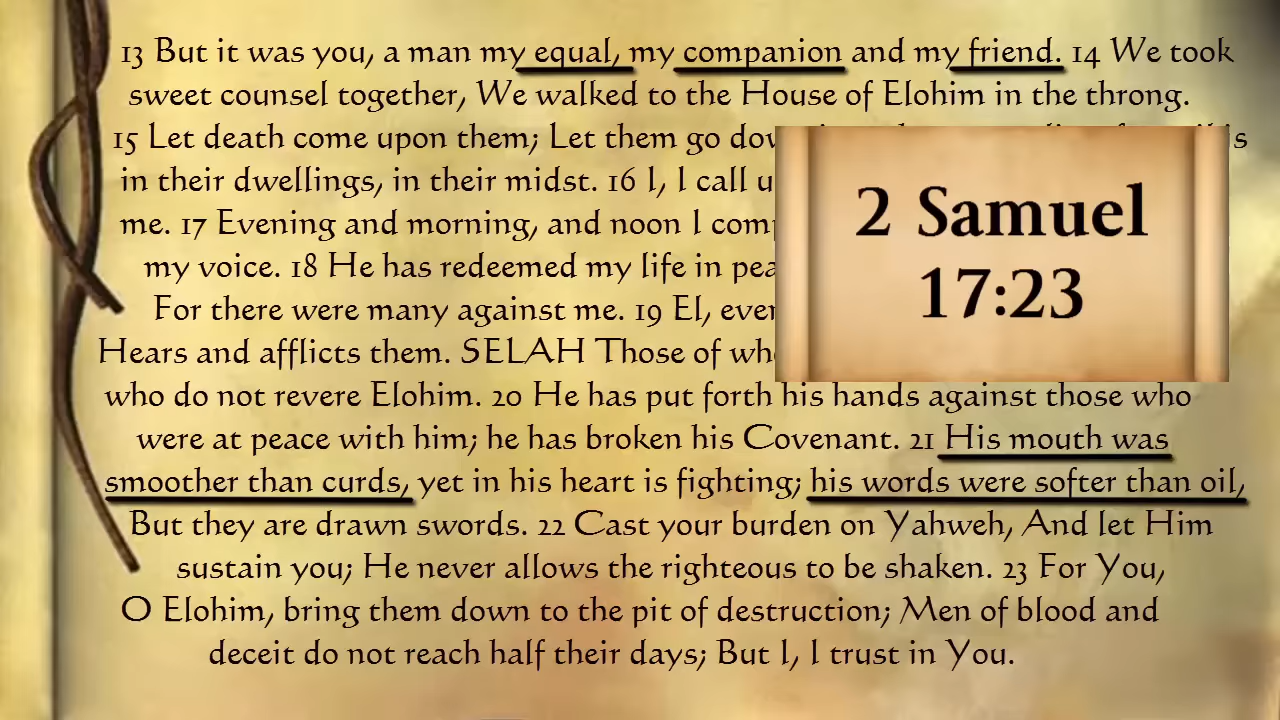 13 But it was you, a man my equal, my companion and my friend. 14 We took
sweet counsel together, We walked to the House of Elohim in the throng.
15 Let death come upon them; Let them go
in their dwellings, in their midst. 16 I, I call
me. 17 Evening and morning, and noon I
my voice. 18 He has redeemed my life in
For there were many against me. 19 El,
Hears and afflicts them. SELAH Those of
who do not revere Elohim. 20 He has put forth his hands against those who
were at peace with him; he has broken his Covenant. 21 His mouth was
smoother than curds, yet in his heart is fighting; his words were softer than oil,
But they are drawn swords. 22 Cast your burden on Yahweh, And let Him
sustain you; He never allows the righteous to be shaken. 23 For You,
O Elohim, bring them down to the pit of destruction; Men of blood and
deceit do not reach half their days; But I, I trust in You.
2 Samuel
17:23